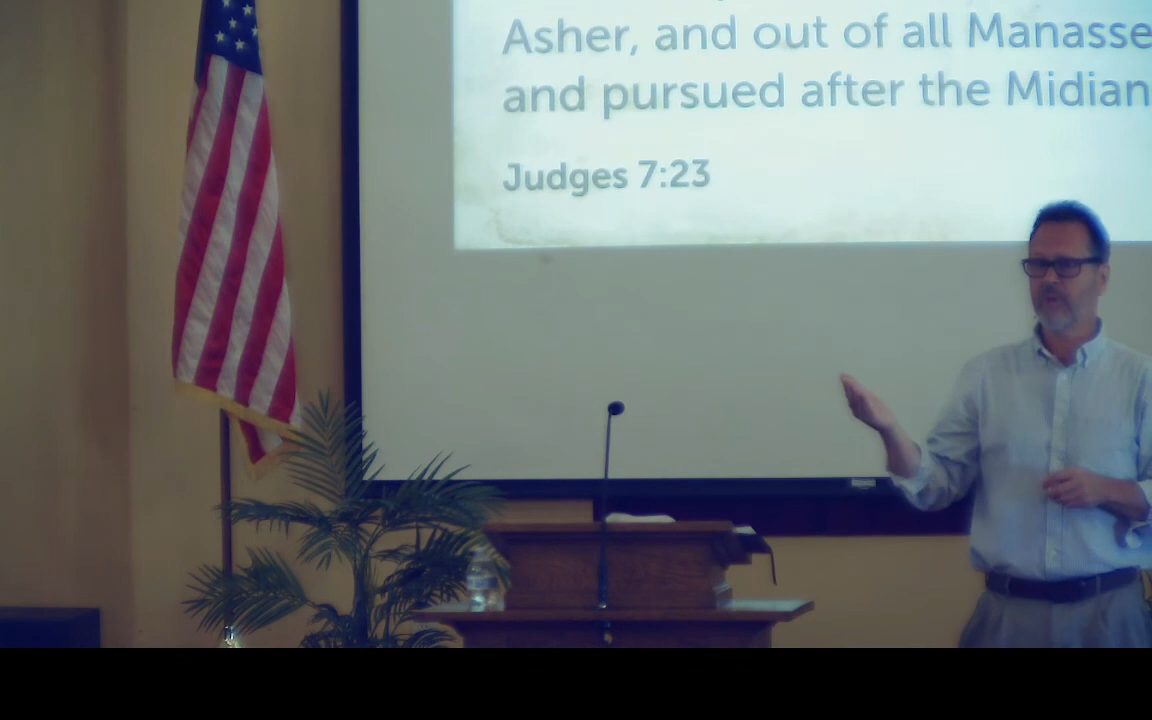 Asher, and out of all Manasse
and pursued after the Midian
Judges 7:23